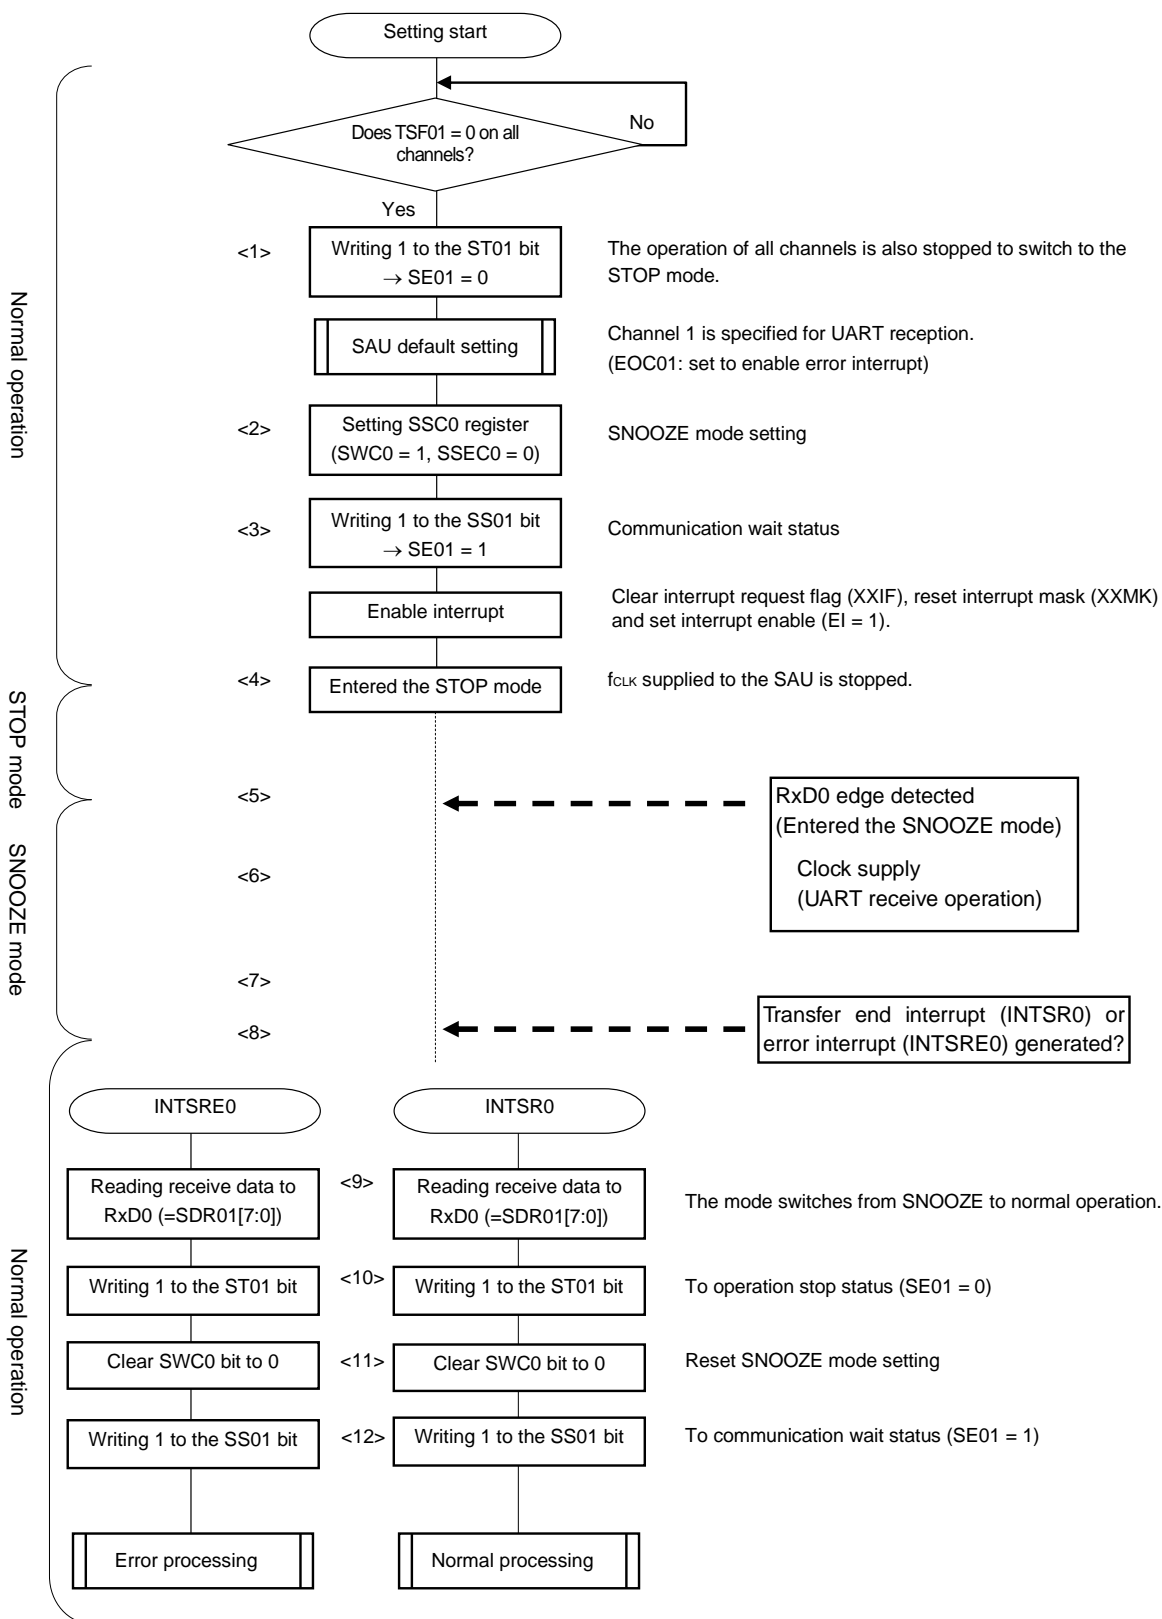 Setting start
No
Does TSF01 = 0 on all
channels?
Yes
<1>
Writing 1 to the ST01 bit
→ SE01 = 0
The operation of all channels is also stopped to switch to the
STOP mode.
SAU default setting
Channel 1 is specified for UART reception.
(EOC01: set to enable error interrupt)
Normal operation
<2>
Setting SSC0 register
(SWC0 = 1, SSEC0 = 0)
SNOOZE mode setting
<3>
Writing 1 to the SS01 bit
→ SE01 = 1
Communication wait status
Enable interrupt
Clear interrupt request flag (XXIF), reset interrupt mask (XXMK)
and set interrupt enable (EI = 1).
<4>
Entered the STOP mode
fCLK supplied to the SAU is stopped.
STOP mode
<5>
RxD0 edge detected
(Entered the SNOOZE mode)
Clock supply
(UART receive operation)
<6>
SNOOZE mode
<7>
<8>
Transfer end interrupt (INTSR0) or
error interrupt (INTSRE0) generated?
INTSRE0
INTSR0
Reading receive data to
RxD0 (=SDR01[7:0])
<9>
Reading receive data to
RxD0 (=SDR01[7:0])
The mode switches from SNOOZE to normal operation.
Writing 1 to the ST01 bit
<10>
Writing 1 to the ST01 bit
To operation stop status (SE01 = 0)
Normal operation
Clear SWC0 bit to 0
<11>
Clear SWC0 bit to 0
Reset SNOOZE mode setting
Writing 1 to the SS01 bit
<12>
Writing 1 to the SS01 bit
To communication wait status (SE01 = 1)
Error processing
Normal processing